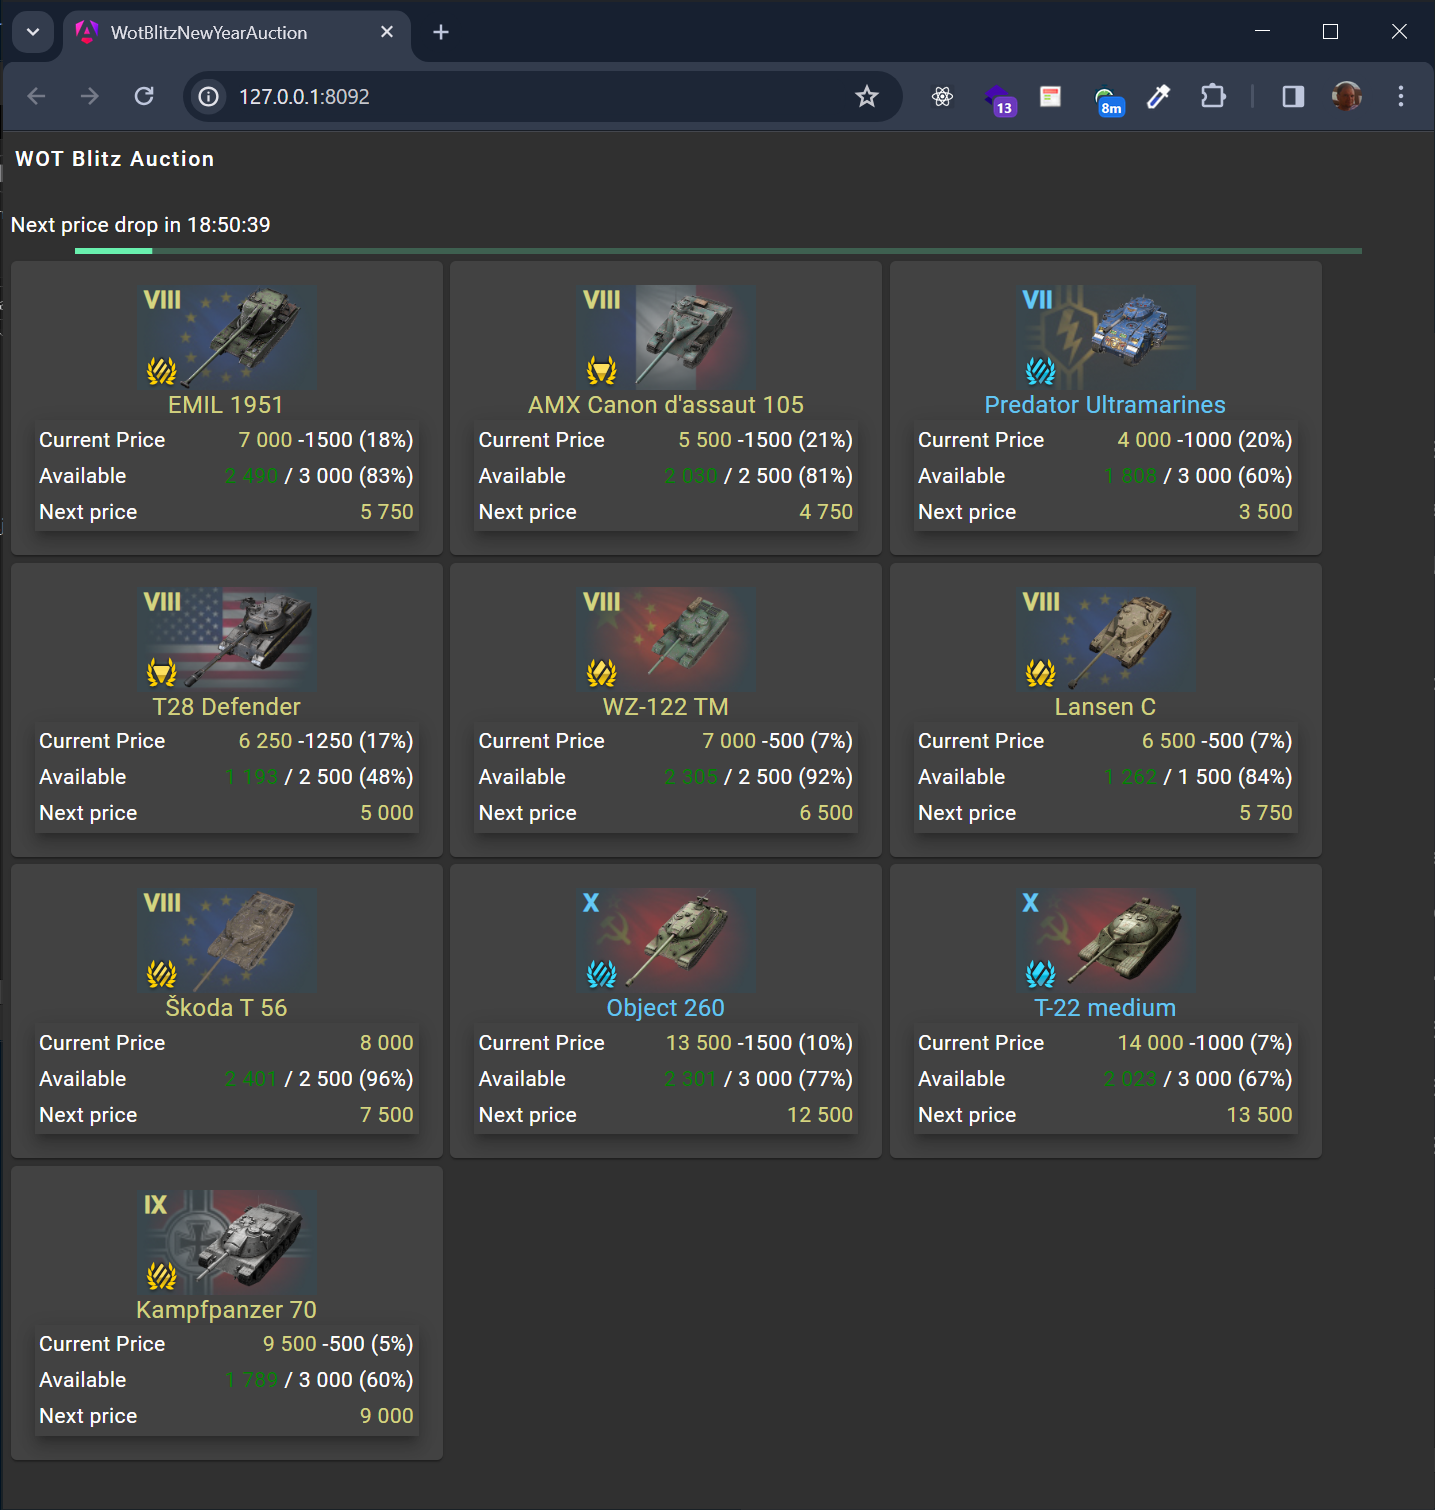 WotBlitzNewYearAuction
127.0.0.1:8092
13
8m
WOT Blitz Auction
Next price drop in 18:50:39
VIII
EMIL 1951
Current Price 7 000 -1500 (18%)
Available 2 490 / 3 000 (83%)
Next price 5 750
VIII
AMX Canon d'assaut 105
Current Price 5 500 -1500 (21%)
Available 2 030 / 2 500 (81%)
Next price 4 750
VII
Predator Ultramarines
Current Price 4 000 -1000 (20%)
Available 1 808 / 3 000 (60%)
Next price 3 500
VIII
T28 Defender
Current Price 6 250 -1250 (17%)
Available 1 193 / 2 500 (48%)
Next price 5 000
VIII
WZ-122 TM
Current Price 7 000 -500 (7%)
Available 2 305 / 2 500 (92%)
Next price 6 500
VIII
Lansen C
Current Price 6 500 -500 (7%)
Available 1 262 / 1 500 (84%)
Next price 5 750
VIII
Škoda T 56
Current Price 8 000
Available 2 401 / 2 500 (96%)
Next price 7 500
X
Object 260
Current Price 13 500 -1500 (10%)
Available 2 301 / 3 000 (77%)
Next price 12 500
X
T-22 medium
Current Price 14 000 -1000 (7%)
Available 2 023 / 3 000 (67%)
Next price 13 500
IX
Kampfpanzer 70
Current Price 9 500 -500 (5%)
Available 1 789 / 3 000 (60%)
Next price 9 000